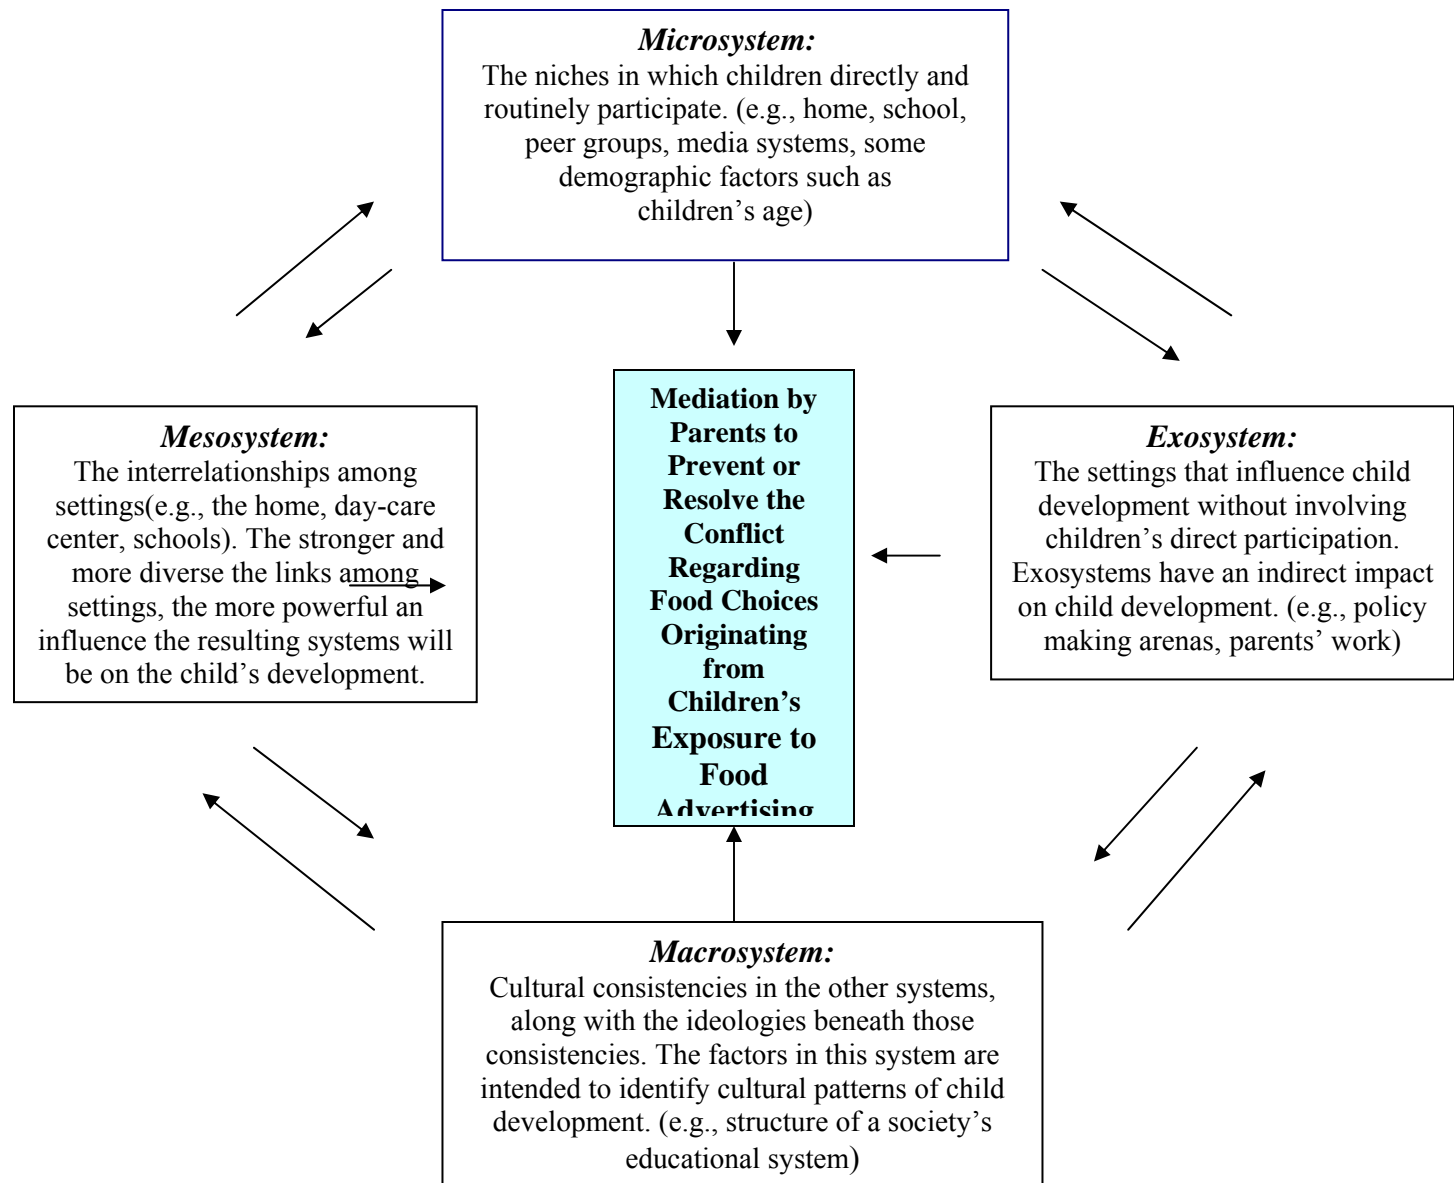 Microsystem:
The niches in which children directly and
routinely participate. (e.g., home, school,
peer groups, media systems, some
demographic factors such as
children’s age)
Mesosystem:
The interrelationships among
settings(e.g., the home, day-care
center, schools). The stronger and
more diverse the links among
settings, the more powerful an
influence the resulting systems will
be on the child’s development.
Mediation by
Parents to
Prevent or
Resolve the
Conflict
Regarding
Food Choices
Originating
from
Children’s
Exposure to
Food
Advertising
Exosystem:
The settings that influence child
development without involving
children’s direct participation.
Exosystems have an indirect impact
on child development. (e.g., policy
making arenas, parents’ work)
Macrosystem:
Cultural consistencies in the other systems,
along with the ideologies beneath those
consistencies. The factors in this system are
intended to identify cultural patterns of child
development. (e.g., structure of a society’s
educational system)